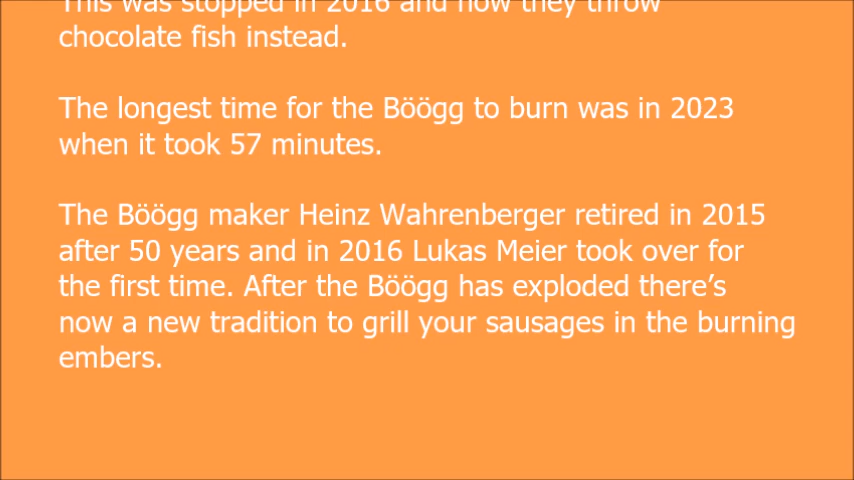 This was stopped in 2016 and now they throw
chocolate fish instead.
The longest time for the Böögg to burn was in 2023
when it took 57 minutes.
The Böögg maker Heinz Wahrenberger retired in 2015
after 50 years and in 2016 Lukas Meier took over for
the first time. After the Böögg has exploded there’s
now a new tradition to grill your sausages in the burning
embers.